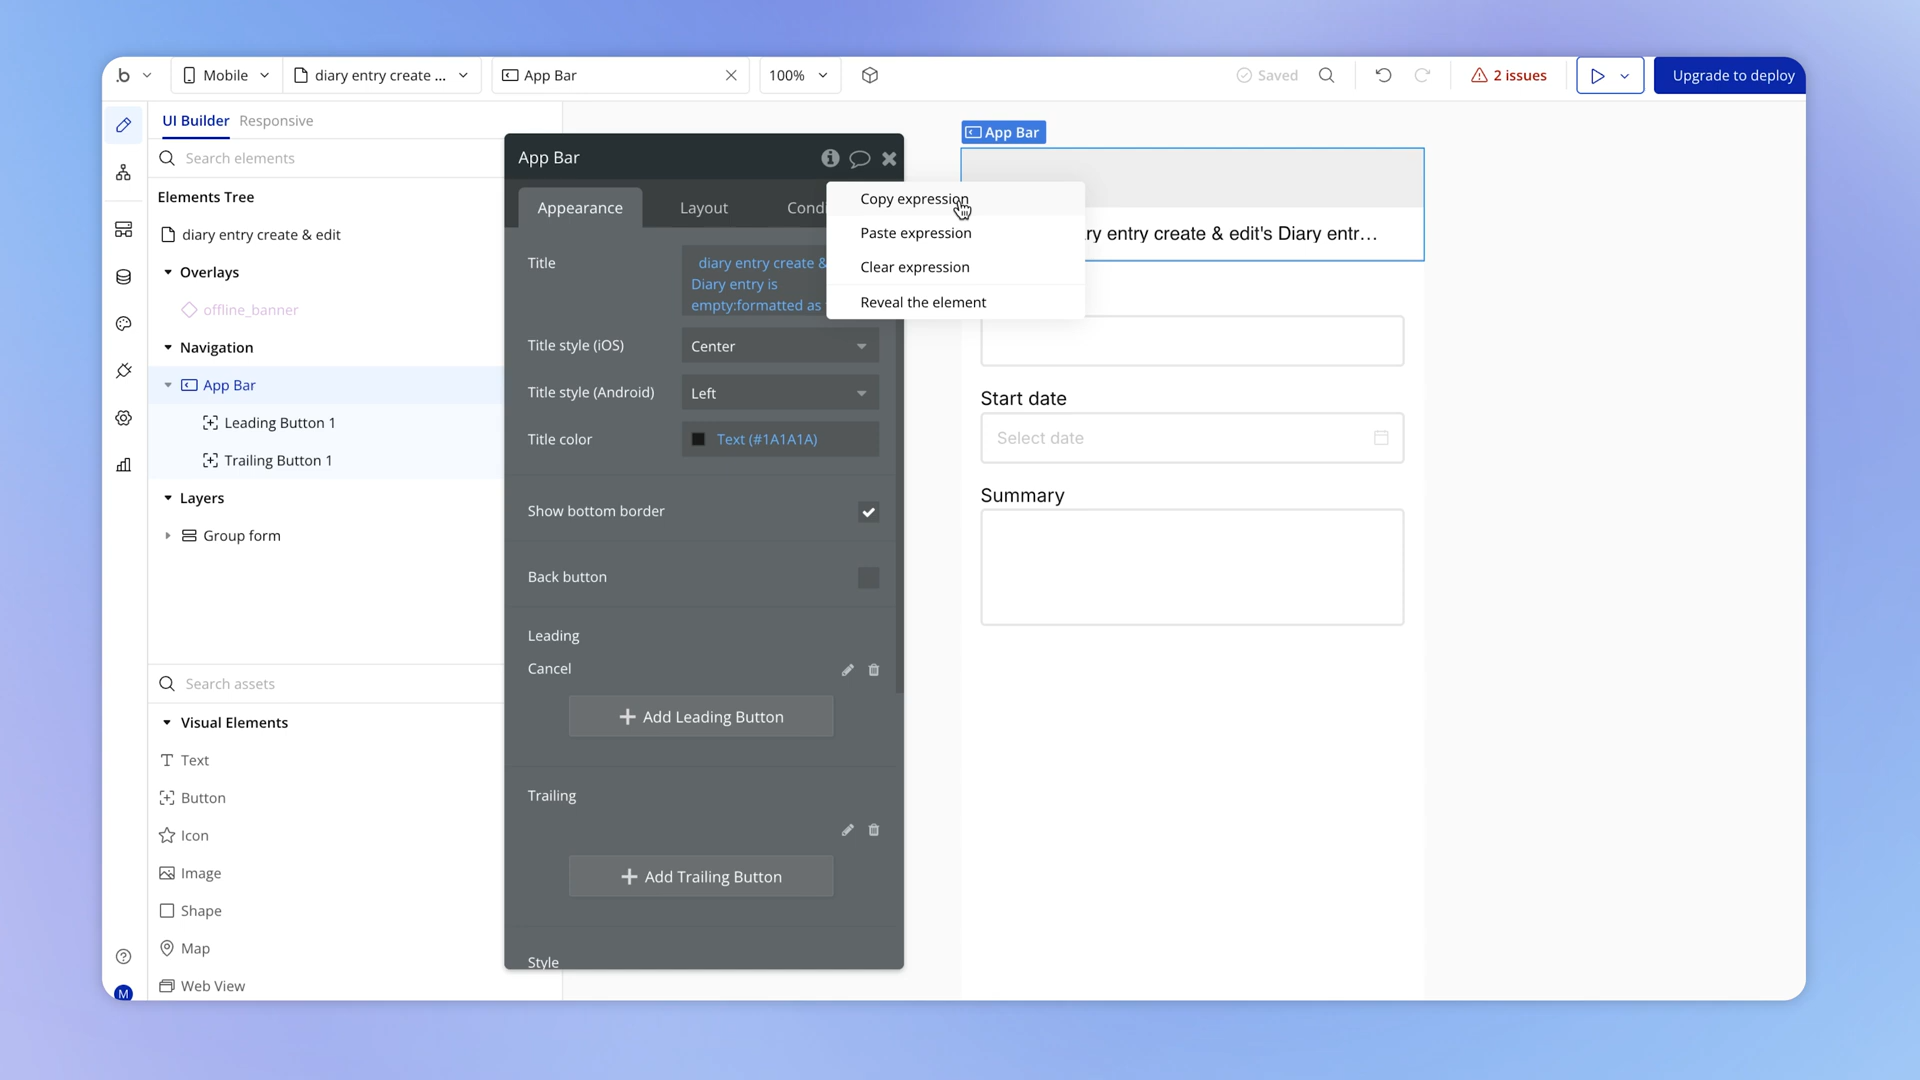 Mobile
diary entry create ...
App Bar
100%
Saved
2 issues
Upgrade to deploy
UI Builder
Responsive
Search elements
Elements Tree
diary entry create & edit
Overlays
offline_banner
Navigation
App Bar
Leading Button 1
Trailing Button 1
Layers
Group form
Search assets
Visual Elements
Text
Button
Icon
Image
Shape
Map
Web View
M
App Bar
Appearance
Layout
Condi
Title
diary entry create &
Diary entry is
empty:formatted as
Title style (iOS)
Center
Title style (Android)
Left
Title color
Text (#1A1A1A)
Show bottom border
Back button
Leading
Cancel
Add Leading Button
Trailing
Add Trailing Button
Style
Copy expression
Paste expression
Clear expression
Reveal the element
App Bar
ry entry create & edit's Diary entr...
Start date
Select date
Summary